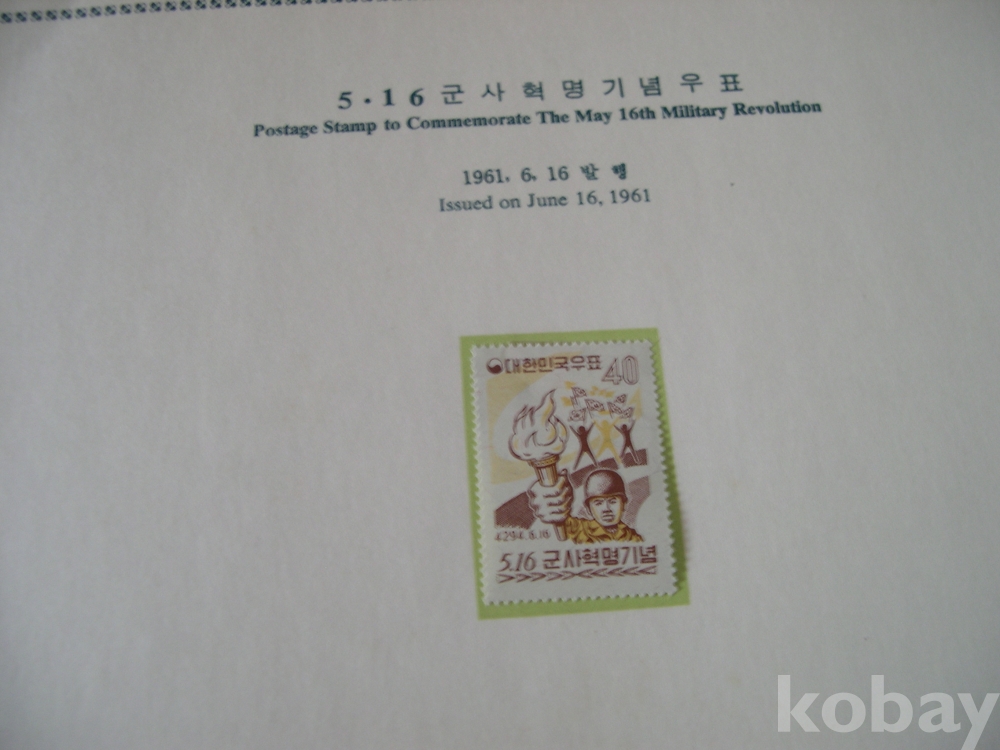 5·16 군사혁명기념우표
Postage Stamp to Commemorate The May 16th Military Revolution
1961. 6. 16 발행
Issued on June 16, 1961
대한민국우표 40
4294.6.16
5.16 군사혁명기념
kobay